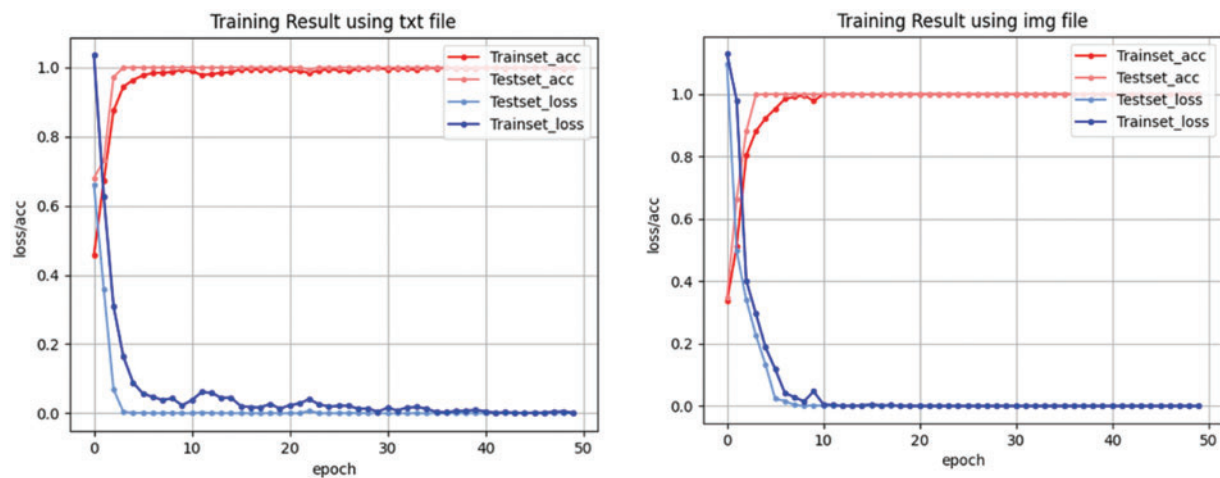 Training Result using txt file
1.0
0.8
0.6
0.4
0.2
0.0
loss/acc
Trainset_acc
Testset_acc
Testset_loss
Trainset_loss
0 10 20 30 40 50
epoch
Training Result using img file
1.0
0.8
0.6
0.4
0.2
0.0
loss/acc
Trainset_acc
Testset_acc
Testset_loss
Trainset_loss
0 10 20 30 40 50
epoch